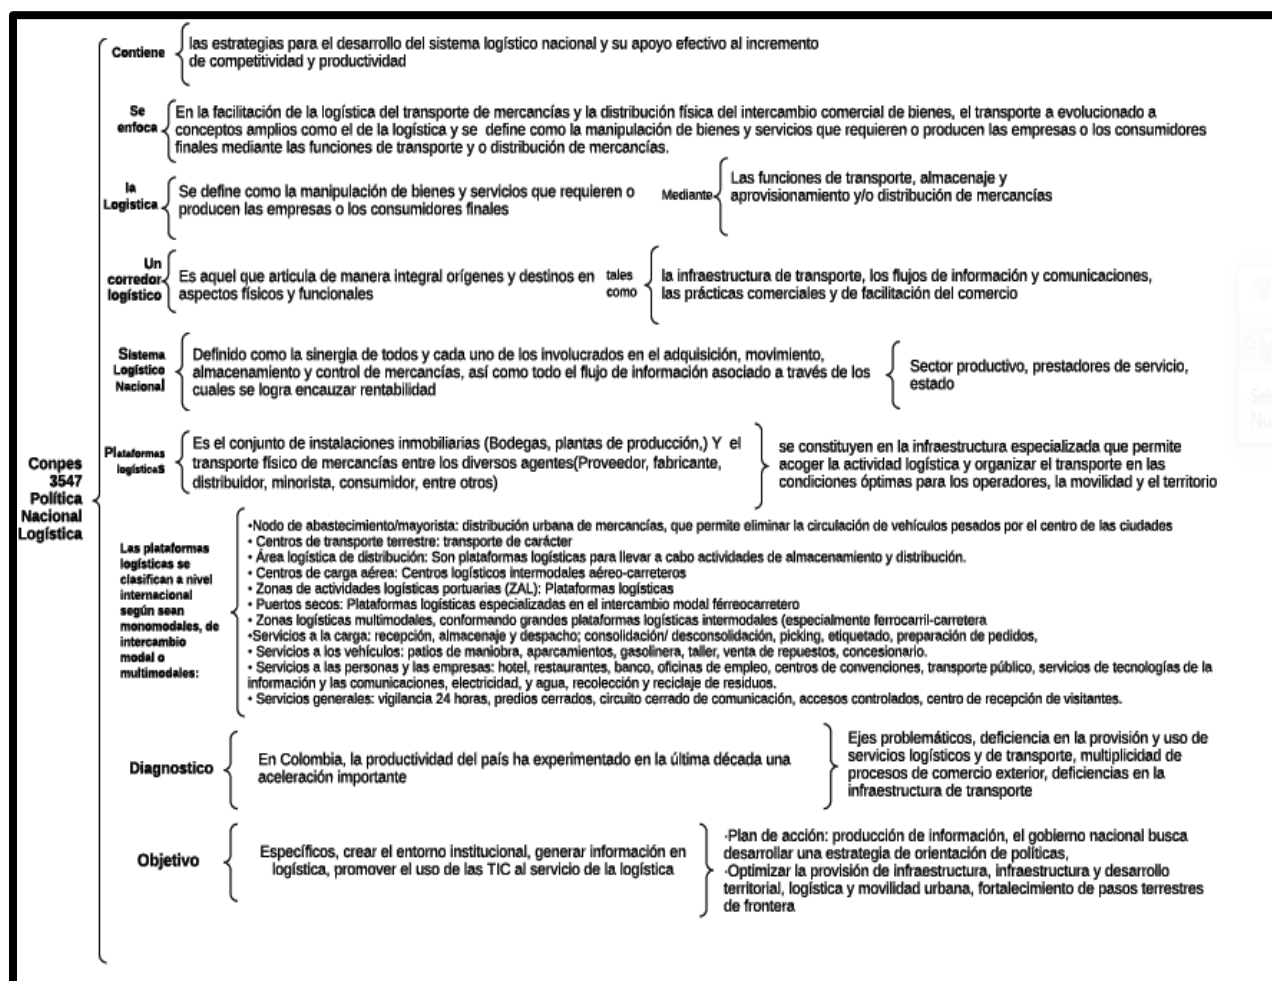 Contiene
las estrategias para el desarrollo del sistema logístico nacional y su apoyo efectivo al incremento
de competitividad y productividad
Se
enfoca
En la facilitación de la logística del transporte de mercancías y la distribución física del intercambio comercial de bienes, el transporte a evolucionado a
conceptos amplios como el de la logística y se define como la manipulación de bienes y servicios que requieren o producen las empresas o los consumidores
finales mediante las funciones de transporte y o distribución de mercancías.
la
Logistica
Se define como la manipulación de bienes y servicios que requieren o
producen las empresas o los consumidores finales
Mediante
Las funciones de transporte, almacenaje y
aprovisionamiento y/o distribución de mercancías
Un
corredor
logístico
Es aquel que articula de manera integral orígenes y destinos en
aspectos físicos y funcionales
tales
como
la infraestructura de transporte, los flujos de información y comunicaciones,
las prácticas comerciales y de facilitación del comercio
Sistema
Logístico
Nacional
Definido como la sinergia de todos y cada uno de los involucrados en el adquisición, movimiento,
almacenamiento y control de mercancías, así como todo el flujo de información asociado a través de los
cuales se logra encauzar rentabilidad
Sector productivo, prestadores de servicio,
estado
Plataformas
logísticas
Es el conjunto de instalaciones inmobiliarias (Bodegas, plantas de producción,) Y el
transporte físico de mercancías entre los diversos agentes(Proveedor, fabricante,
distribuidor, minorista, consumidor, entre otros)
se constituyen en la infraestructura especializada que permite
acoger la actividad logística y organizar el transporte en las
condiciones óptimas para los operadores, la movilidad y el territorio
Conpes
3547
Política
Nacional
Logística
Las plataformas
logísticas se
clasifican a nivel
internacional
según sean
monomodales, de
intercambio
modal o
multimodales:
•Nodo de abastecimiento/mayorista: distribución urbana de mercancías, que permite eliminar la circulación de vehículos pesados por el centro de las ciudades
• Centros de transporte terrestre: transporte de carácter
• Área logística de distribución: Son plataformas logísticas para llevar a cabo actividades de almacenamiento y distribución.
• Centros de carga aérea: Centros logísticos intermodales aéreo-carreteros
• Zonas de actividades logísticas portuarias (ZAL): Plataformas logísticas
• Puertos secos: Plataformas logísticas especializadas en el intercambio modal férreocarretero
• Zonas logísticas multimodales, conformando grandes plataformas logísticas intermodales (especialmente ferrocarril-carretera
•Servicios a la carga: recepción, almacenaje y despacho; consolidación/ desconsolidación, picking, etiquetado, preparación de pedidos,
• Servicios a los vehículos: patios de maniobra, aparcamientos, gasolinera, taller, venta de repuestos, concesionario.
• Servicios a las personas y las empresas: hotel, restaurantes, banco, oficinas de empleo, centros de convenciones, transporte público, servicios de tecnologías de la
información y las comunicaciones, electricidad, y agua, recolección y reciclaje de residuos.
• Servicios generales: vigilancia 24 horas, predios cerrados, circuito cerrado de comunicación, accesos controlados, centro de recepción de visitantes.
Diagnostico
En Colombia, la productividad del país ha experimentado en la última década una
aceleración importante
Ejes problemáticos, deficiencia en la provisión y uso de
servicios logísticos y de transporte, multiplicidad de
procesos de comercio exterior, deficiencias en la
infraestructura de transporte
Objetivo
Específicos, crear el entorno institucional, generar información en
logística, promover el uso de las TIC al servicio de la logística
·Plan de acción: producción de información, el gobierno nacional busca
desarrollar una estrategia de orientación de políticas,
·Optimizar la provisión de infraestructura, infraestructura y desarrollo
territorial, logística y movilidad urbana, fortalecimiento de pasos terrestres
de frontera